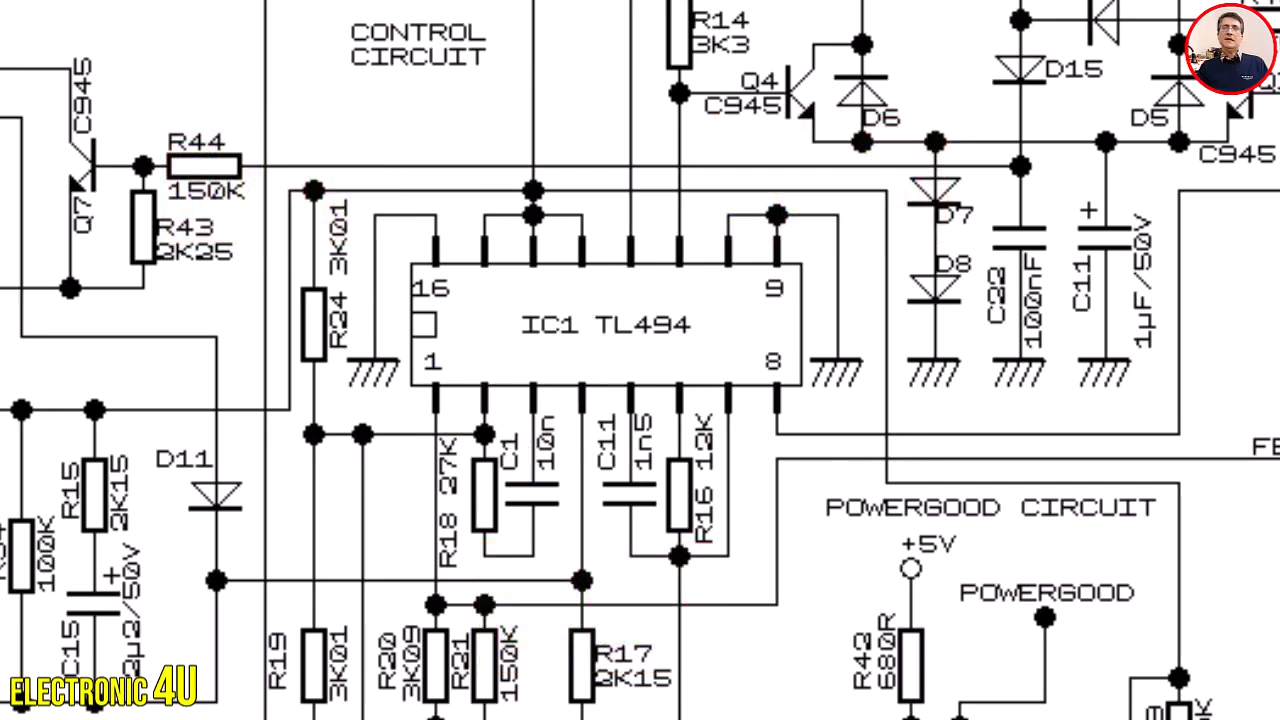 CONTROL
CIRCUIT
R14
3K3
Q4
C945
D6
D15
D5
C945
C945
Q7
R44
150K
R43
2K25
3K01
R24
16
9
IC1 TL494
1
8
D7
D8
C22
100nF
C11
1µF/50V
R18 27K
C1
10n
C11
1n5
R16 12K
D11
R15
2K15
100K
C15
2µ2/50V
R19
3K01
R20
3K09
R21
150K
R17
2K15
POWERGOOD CIRCUIT
+5V
POWERGOOD
R42
680R
ELECTRONIC 4U